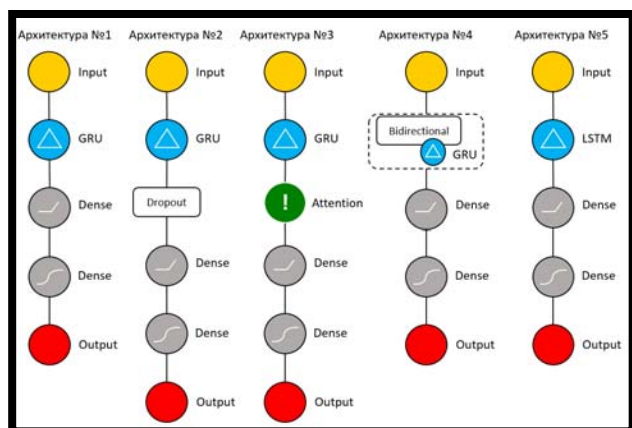 Архитектура №1
Input
GRU
Dense
Dense
Output
Архитектура №2
Input
GRU
Dropout
Dense
Dense
Output
Архитектура №3
Input
GRU
!
Attention
Dense
Dense
Output
Архитектура №4
Input
Bidirectional
GRU
Dense
Dense
Output
Архитектура №5
Input
LSTM
Dense
Dense
Output